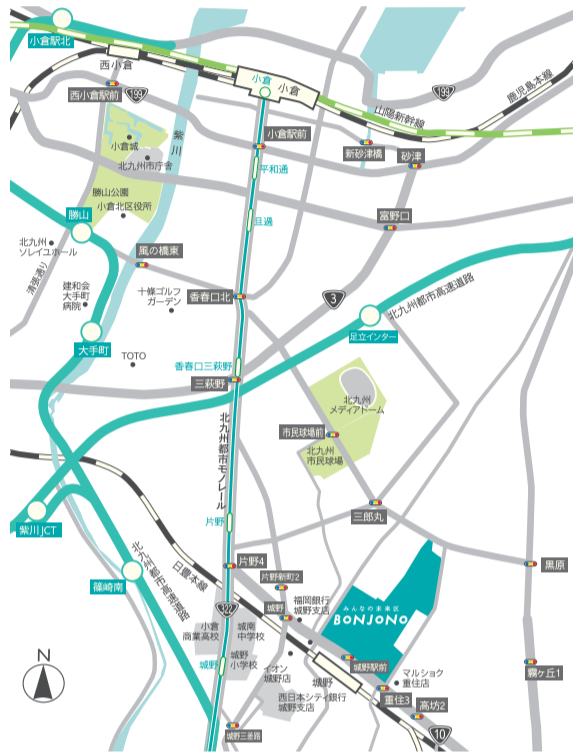 小倉駅北
西小倉
小倉
小倉
199
199
西小倉駅前
鹿児島本線
山陽新幹線
紫川
小倉城
北九州市庁舎
小倉駅前
新砂津橋
砂津
平和通
勝山公園
小倉北区役所
勝山
旦過
富野口
北九州
ソレイユホール
清張通り
風の橋東
建和会
大手町
病院
十條ゴルフ
ガーデン
香春口北
3
北九州都市高速道路
足立インター
大手町
TOTO
香春口三萩野
三萩野
北九州
メディアドーム
北九州都市モノレール
市民球場前
北九州
市民球場
片野
三郎丸
紫川JCT
北九州都市高速道路
日豊本線
篠崎南
片野4
黒原
片野新町2
322
城野
福岡銀行
城野支店
みんなの未来区
BONJONO
小倉
商業高校
城南
中学校
城野
城野
小学校
イオン
城野店
城野
城野駅前
マルショク
重住店
霧ヶ丘1
西日本シティ銀行
城野支店
重住3
高坊2
城野三差路
10
N